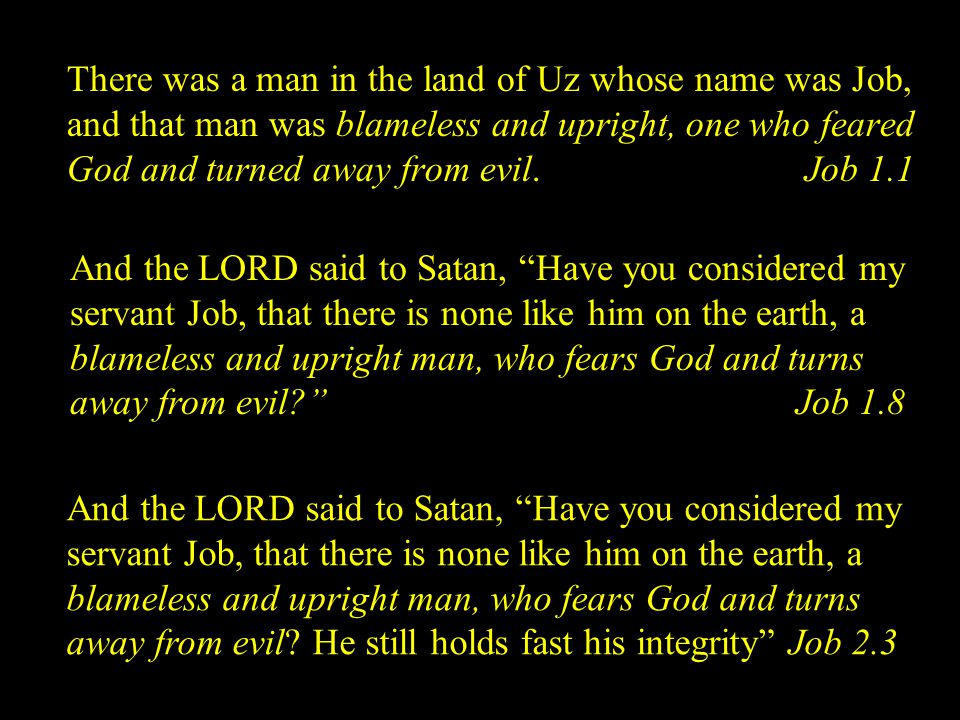 There was a man in the land of Uz whose name was Job,
and that man was blameless and upright, one who feared
God and turned away from evil. Job 1.1
And the LORD said to Satan, “Have you considered my
servant Job, that there is none like him on the earth, a
blameless and upright man, who fears God and turns
away from evil?” Job 1.8
And the LORD said to Satan, “Have you considered my
servant Job, that there is none like him on the earth, a
blameless and upright man, who fears God and turns
away from evil? He still holds fast his integrity” Job 2.3